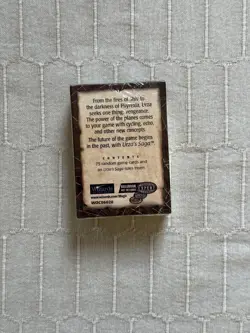 From the fires of Shiv to
the darkness of Phyrexia, Urza
seeks one thing: vengeance.
The power of the planes comes
to your game with cycling, echo,
and other new concepts.
The future of the game begins
in the past, with Urza's Saga™
CONTENTS
75 random game cards and
an Urza's Saga rules insert